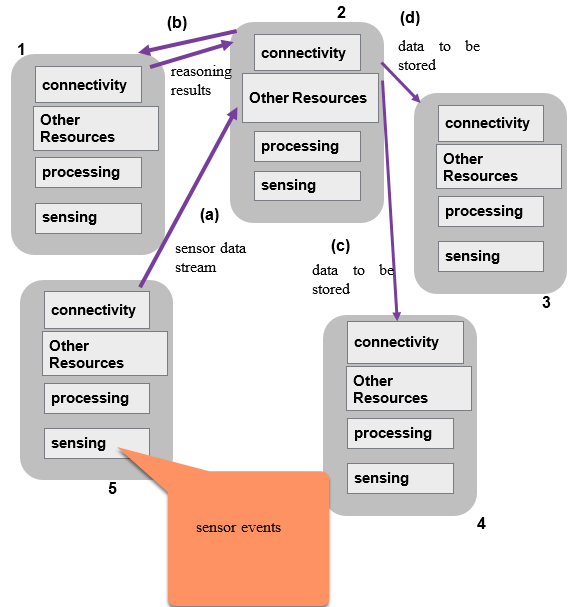 1
connectivity
Other
Resources
processing
sensing
(b)
reasoning
results
2
connectivity
Other Resources
processing
sensing
(d)
data to be
stored
connectivity
Other
Resources
processing
sensing
3
(a)
sensor data
stream
(c)
data to be
stored
connectivity
Other
Resources
processing
sensing
5
connectivity
Other
Resources
processing
sensing
4
sensor events